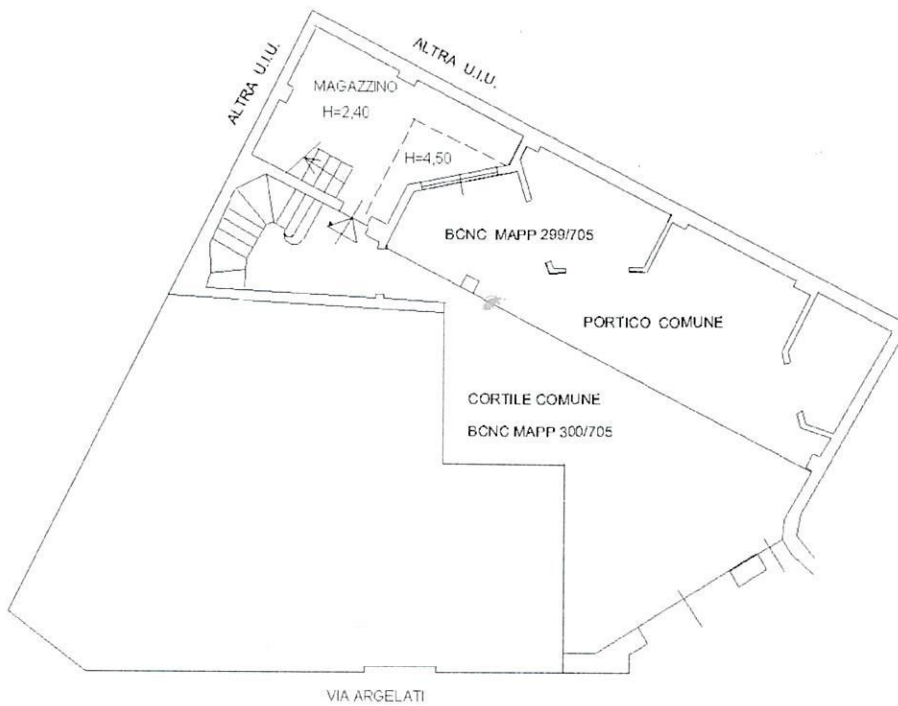 ALTRA U.I.U.
ALTRA U.I.U.
MAGAZZINO
H=2,40
H=4,50
BCNC MAPP 299/705
PORTICO COMUNE
CORTILE COMUNE
BCNC MAPP 300/705
VIA ARGELATI